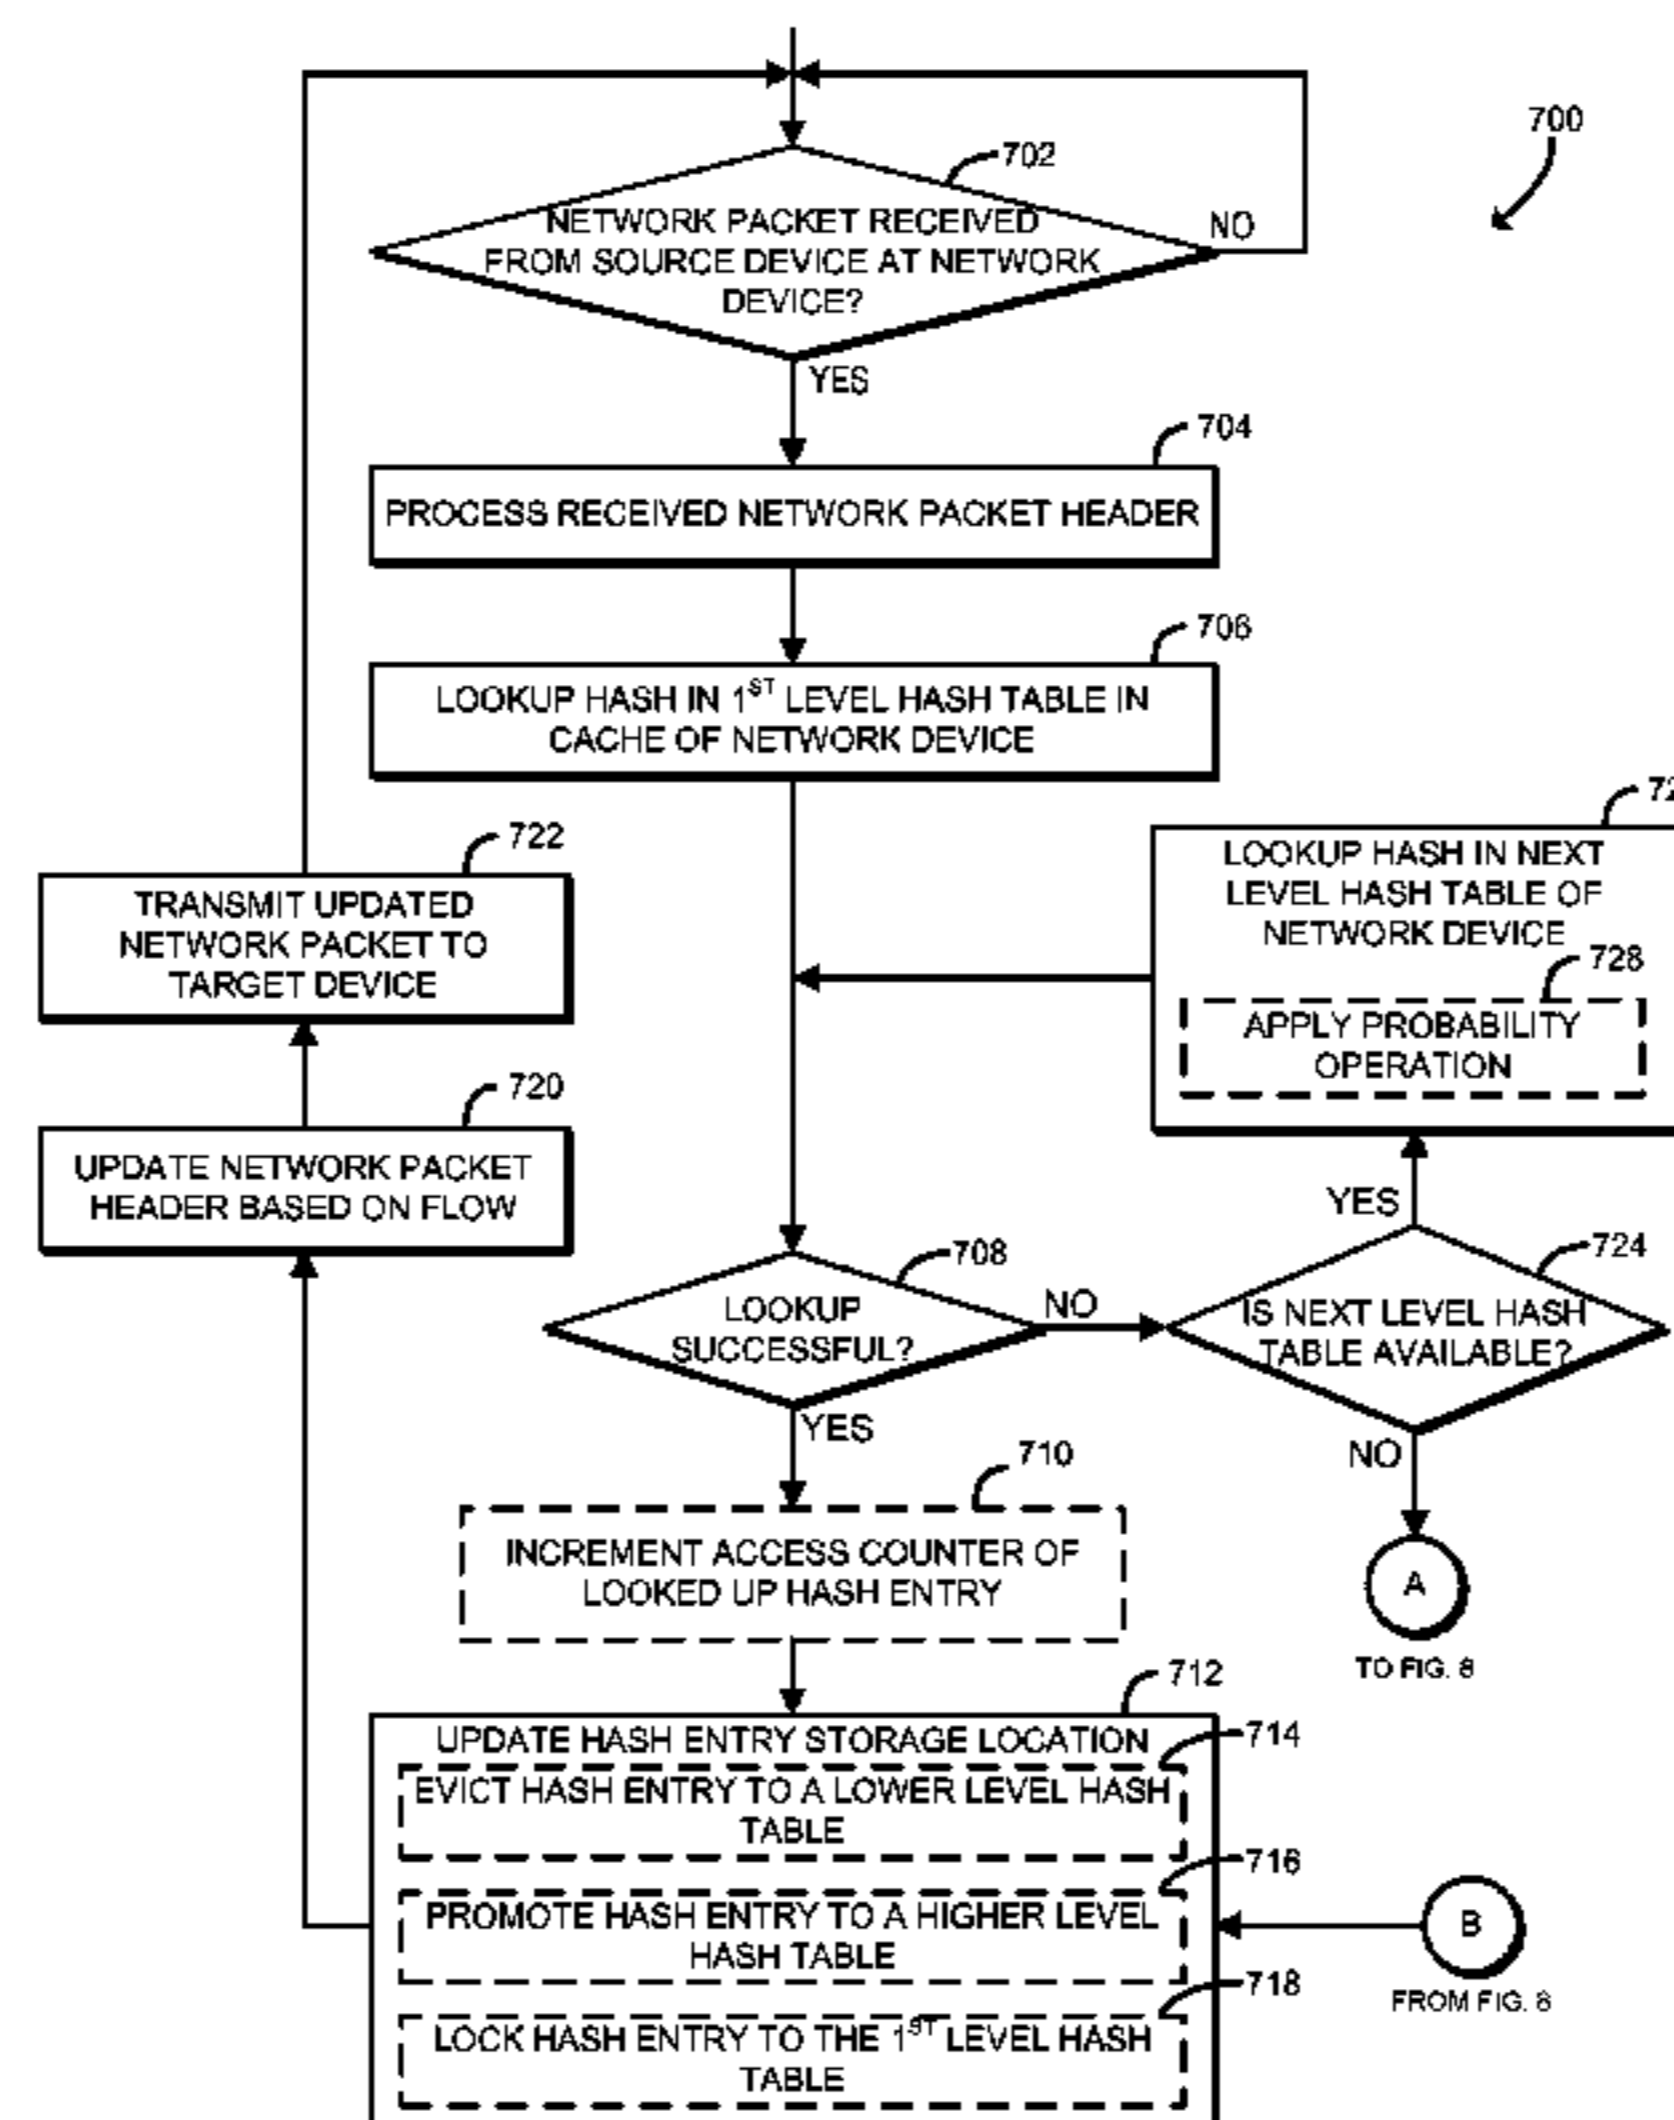 700
702
NETWORK PACKET RECEIVED
FROM SOURCE DEVICE AT NETWORK
DEVICE?
NO
YES
704
PROCESS RECEIVED NETWORK PACKET HEADER
706
LOOKUP HASH IN 1ST LEVEL HASH TABLE IN
CACHE OF NETWORK DEVICE
722
TRANSMIT UPDATED
NETWORK PACKET TO
TARGET DEVICE
LOOKUP HASH IN NEXT
LEVEL HASH TABLE OF
NETWORK DEVICE
728
APPLY PROBABILITY
OPERATION
720
UPDATE NETWORK PACKET
HEADER BASED ON FLOW
YES
708
LOOKUP
SUCCESSFUL?
NO
724
IS NEXT LEVEL HASH
TABLE AVAILABLE?
YES
NO
710
INCREMENT ACCESS COUNTER OF
LOOKED UP HASH ENTRY
A
TO FIG. 8
712
UPDATE HASH ENTRY STORAGE LOCATION
714
EVICT HASH ENTRY TO A LOWER LEVEL HASH
TABLE
716
PROMOTE HASH ENTRY TO A HIGHER LEVEL
HASH TABLE
B
FROM FIG. 8
718
LOCK HASH ENTRY TO THE 1ST LEVEL HASH
TABLE